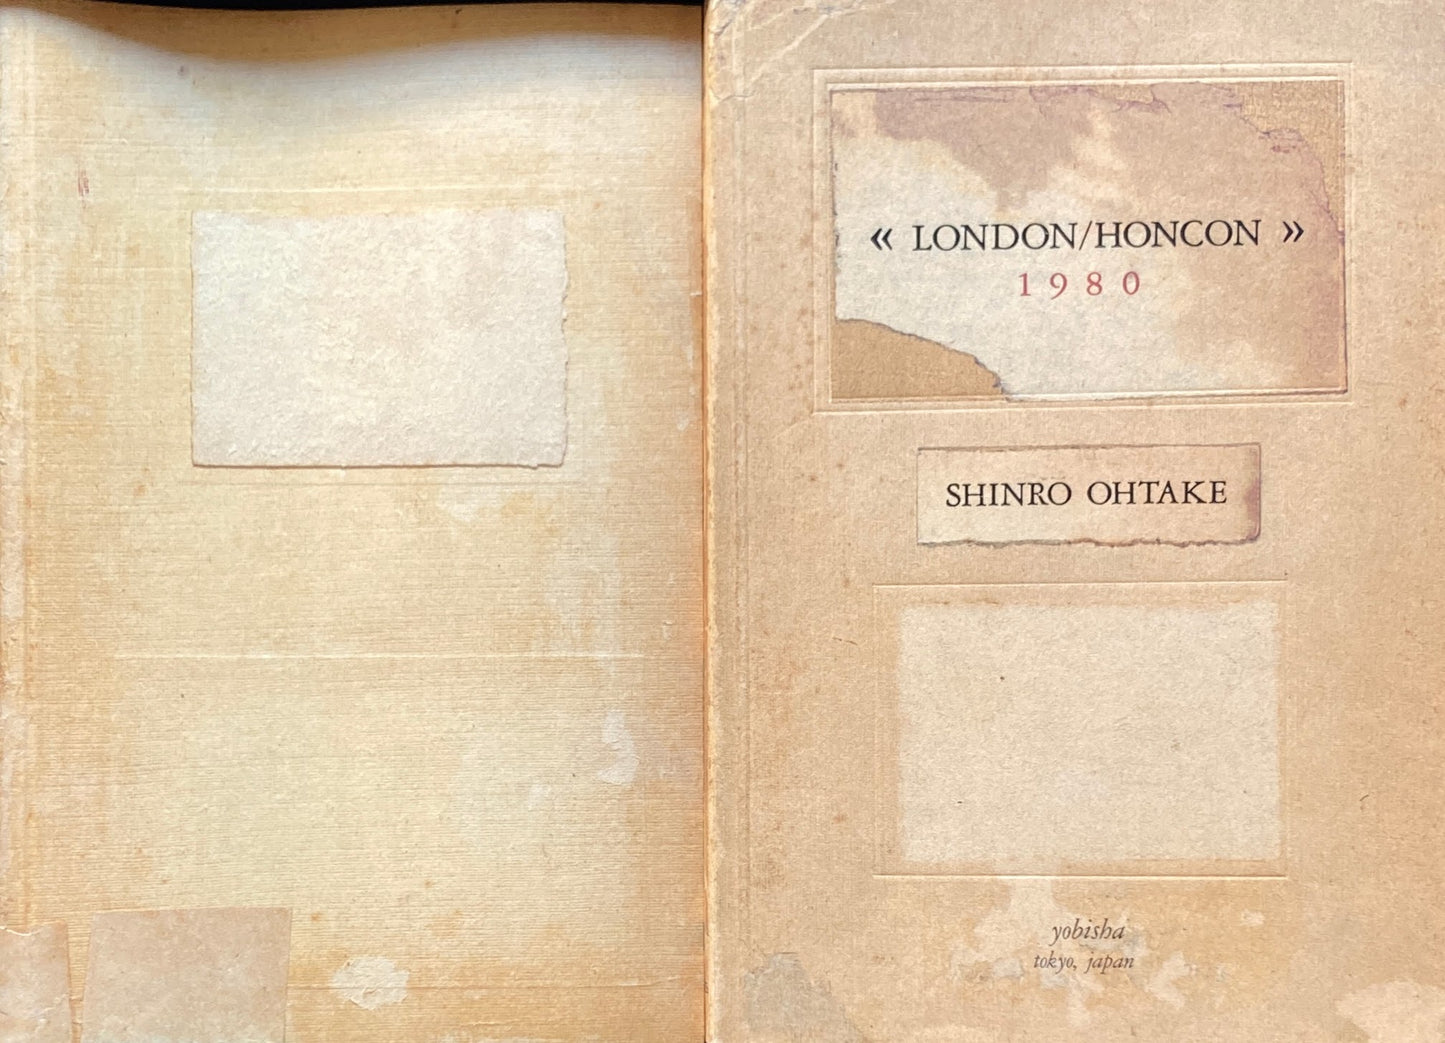 « LONDON/HONCON »
1980
SHINRO OHTAKE
yobisha
tokyo, japan